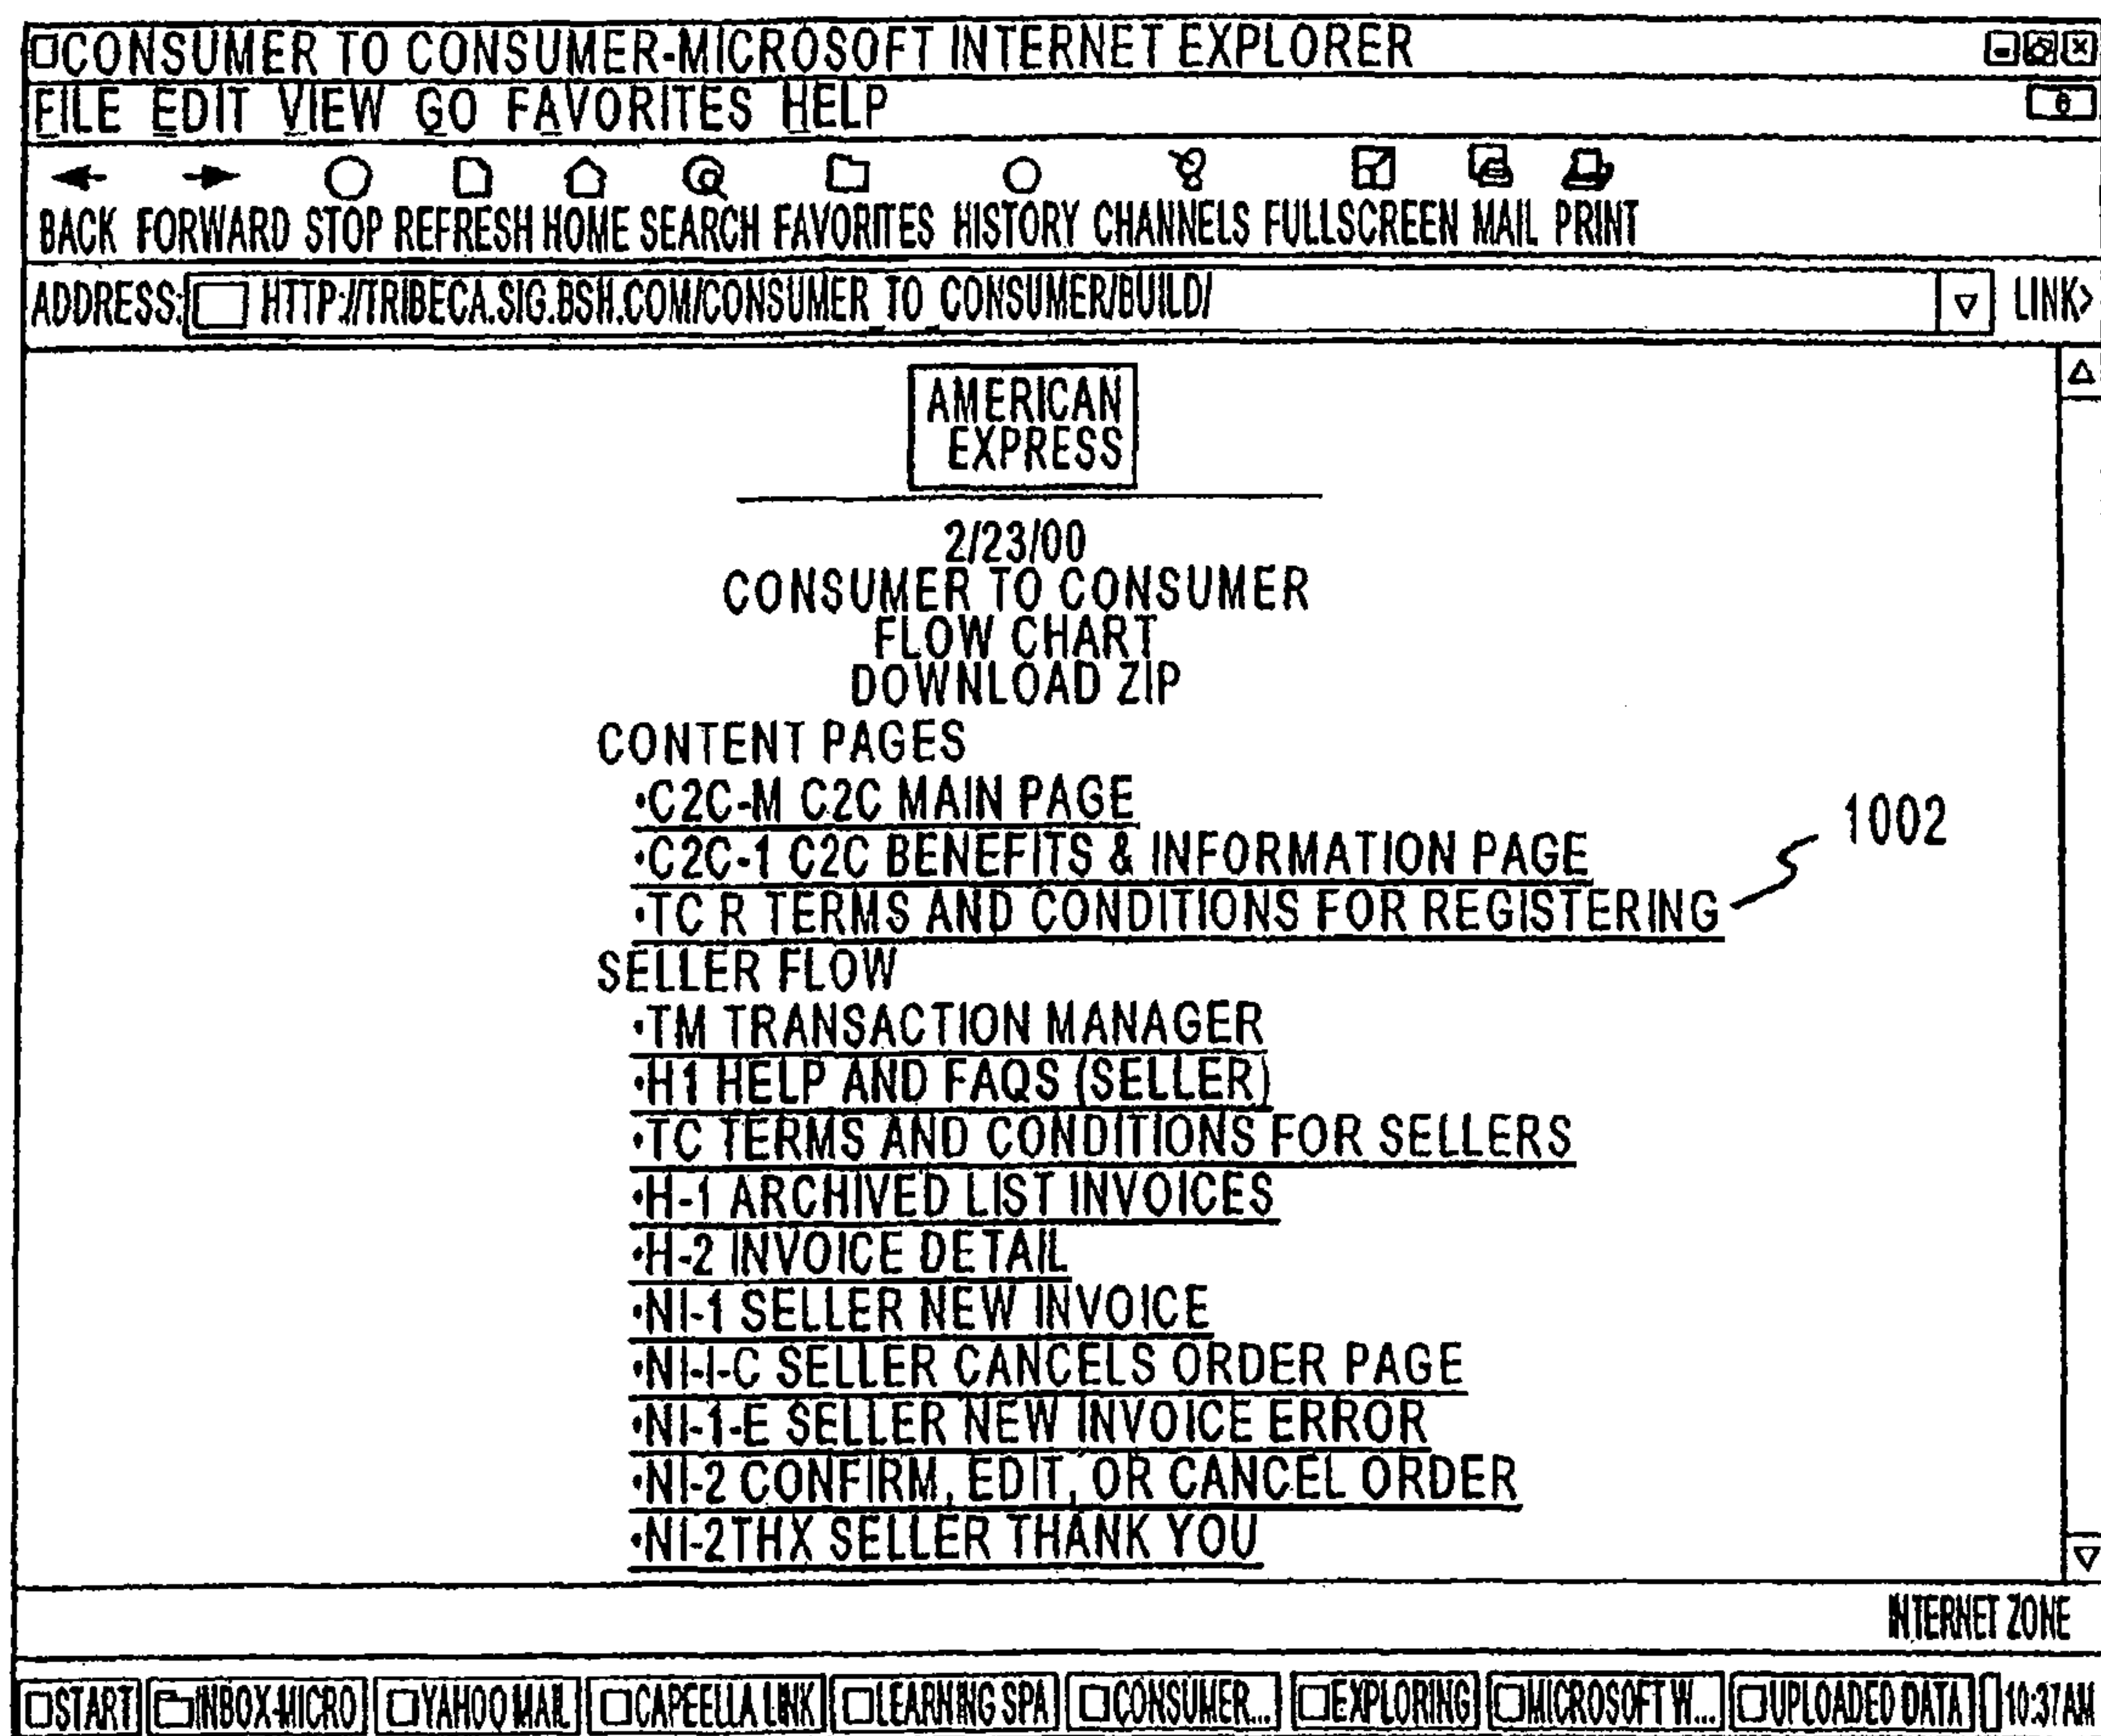 CONSUMER TO CONSUMER-MICROSOFT INTERNET EXPLORER
FILE EDIT VIEW GO FAVORITES HELP
BACK FORWARD STOP REFRESH HOME SEARCH FAVORITES HISTORY CHANNELS FULLSCREEN MAIL PRINT
ADDRESS: HTTP://TRIBECA.SIG.BSH.COM/CONSUMER_TO_CONSUMER/BUILD/ LINK>
AMERICAN
EXPRESS
2/23/00
CONSUMER TO CONSUMER
FLOW CHART
DOWNLOAD ZIP
CONTENT PAGES
•C2C-M C2C MAIN PAGE
•C2C-1 C2C BENEFITS & INFORMATION PAGE
1002
•TC R TERMS AND CONDITIONS FOR REGISTERING
SELLER FLOW
•TM TRANSACTION MANAGER
•H1 HELP AND FAQS (SELLER)
•TC TERMS AND CONDITIONS FOR SELLERS
•H-1 ARCHIVED LIST INVOICES
•H-2 INVOICE DETAIL
•NI-1 SELLER NEW INVOICE
•NI-I-C SELLER CANCELS ORDER PAGE
•NI-1-E SELLER NEW INVOICE ERROR
•NI-2 CONFIRM, EDIT, OR CANCEL ORDER
•NI-2THX SELLER THANK YOU
INTERNET ZONE
START INBOX-MICRO YAHOO MAIL CAPEELLA LINK LEARNING SPA CONSUMER... EXPLORING MICROSOFT W... UPLOADED DATA 10:37AM